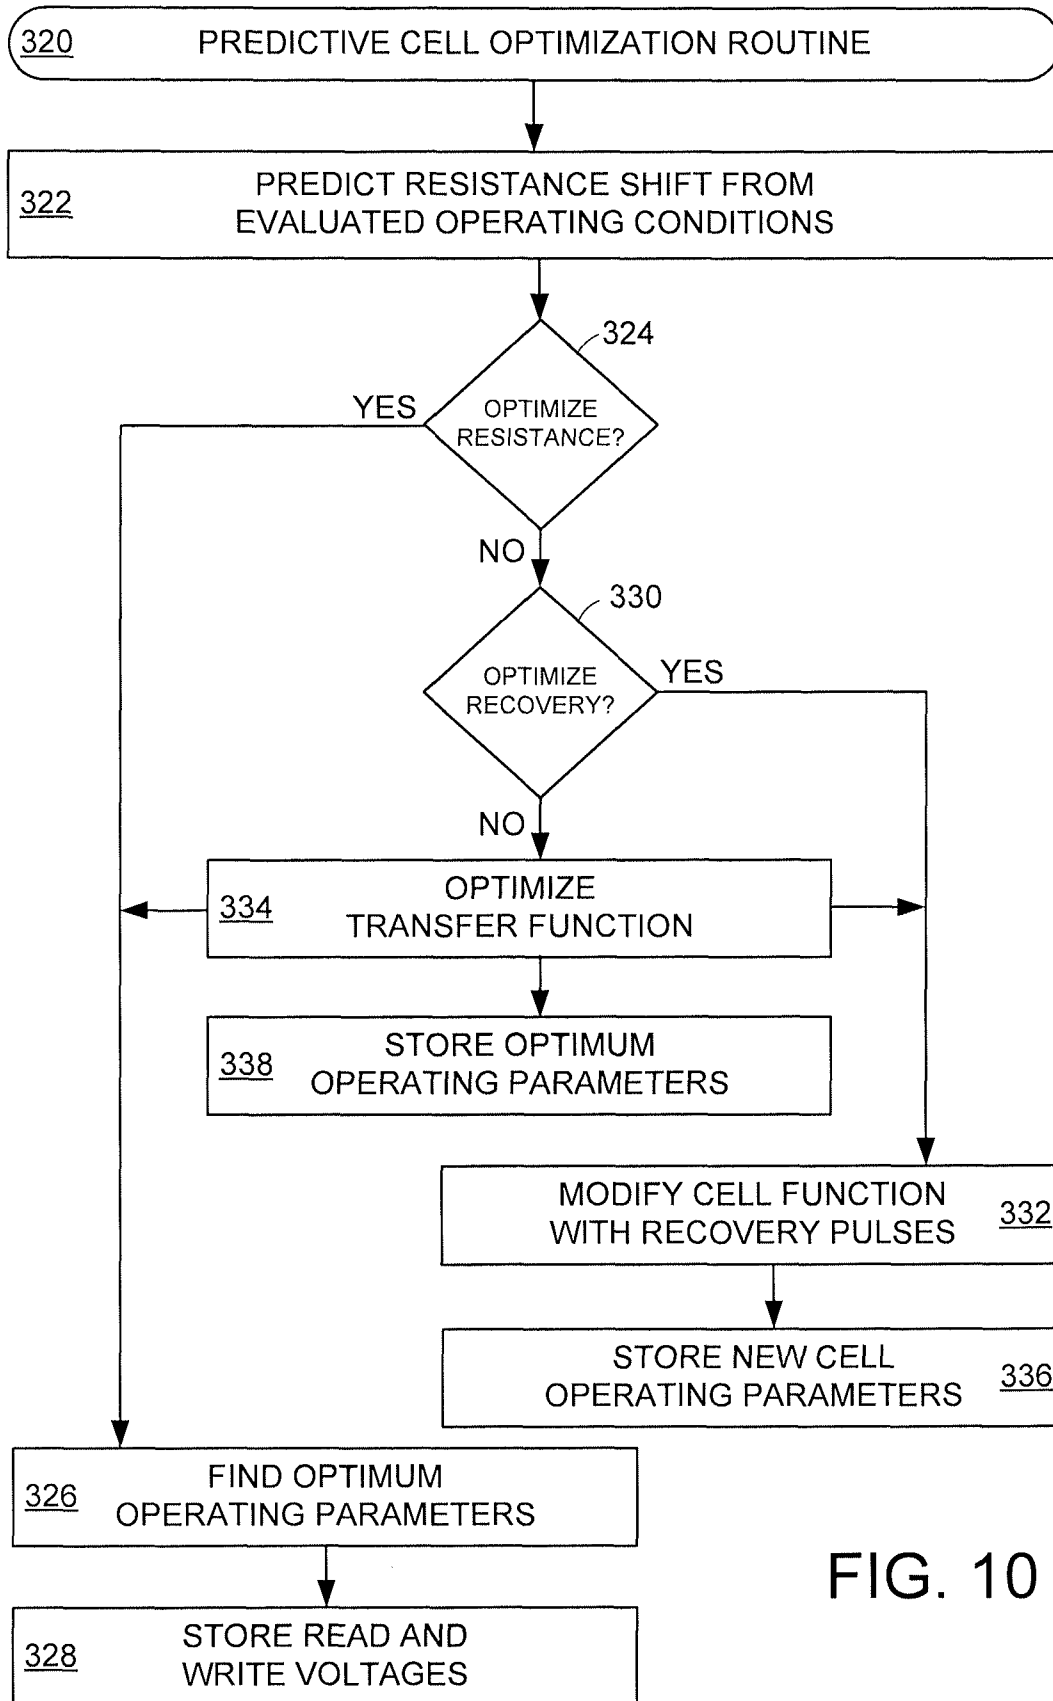 320 PREDICTIVE CELL OPTIMIZATION ROUTINE
322 PREDICT RESISTANCE SHIFT FROM
EVALUATED OPERATING CONDITIONS
324
YES
OPTIMIZE
RESISTANCE?
NO
330
OPTIMIZE
RECOVERY?
YES
NO
334 OPTIMIZE
TRANSFER FUNCTION
338 STORE OPTIMUM
OPERATING PARAMETERS
MODIFY CELL FUNCTION
WITH RECOVERY PULSES 332
STORE NEW CELL
OPERATING PARAMETERS 336
326 FIND OPTIMUM
OPERATING PARAMETERS
328 STORE READ AND
WRITE VOLTAGES
FIG. 10